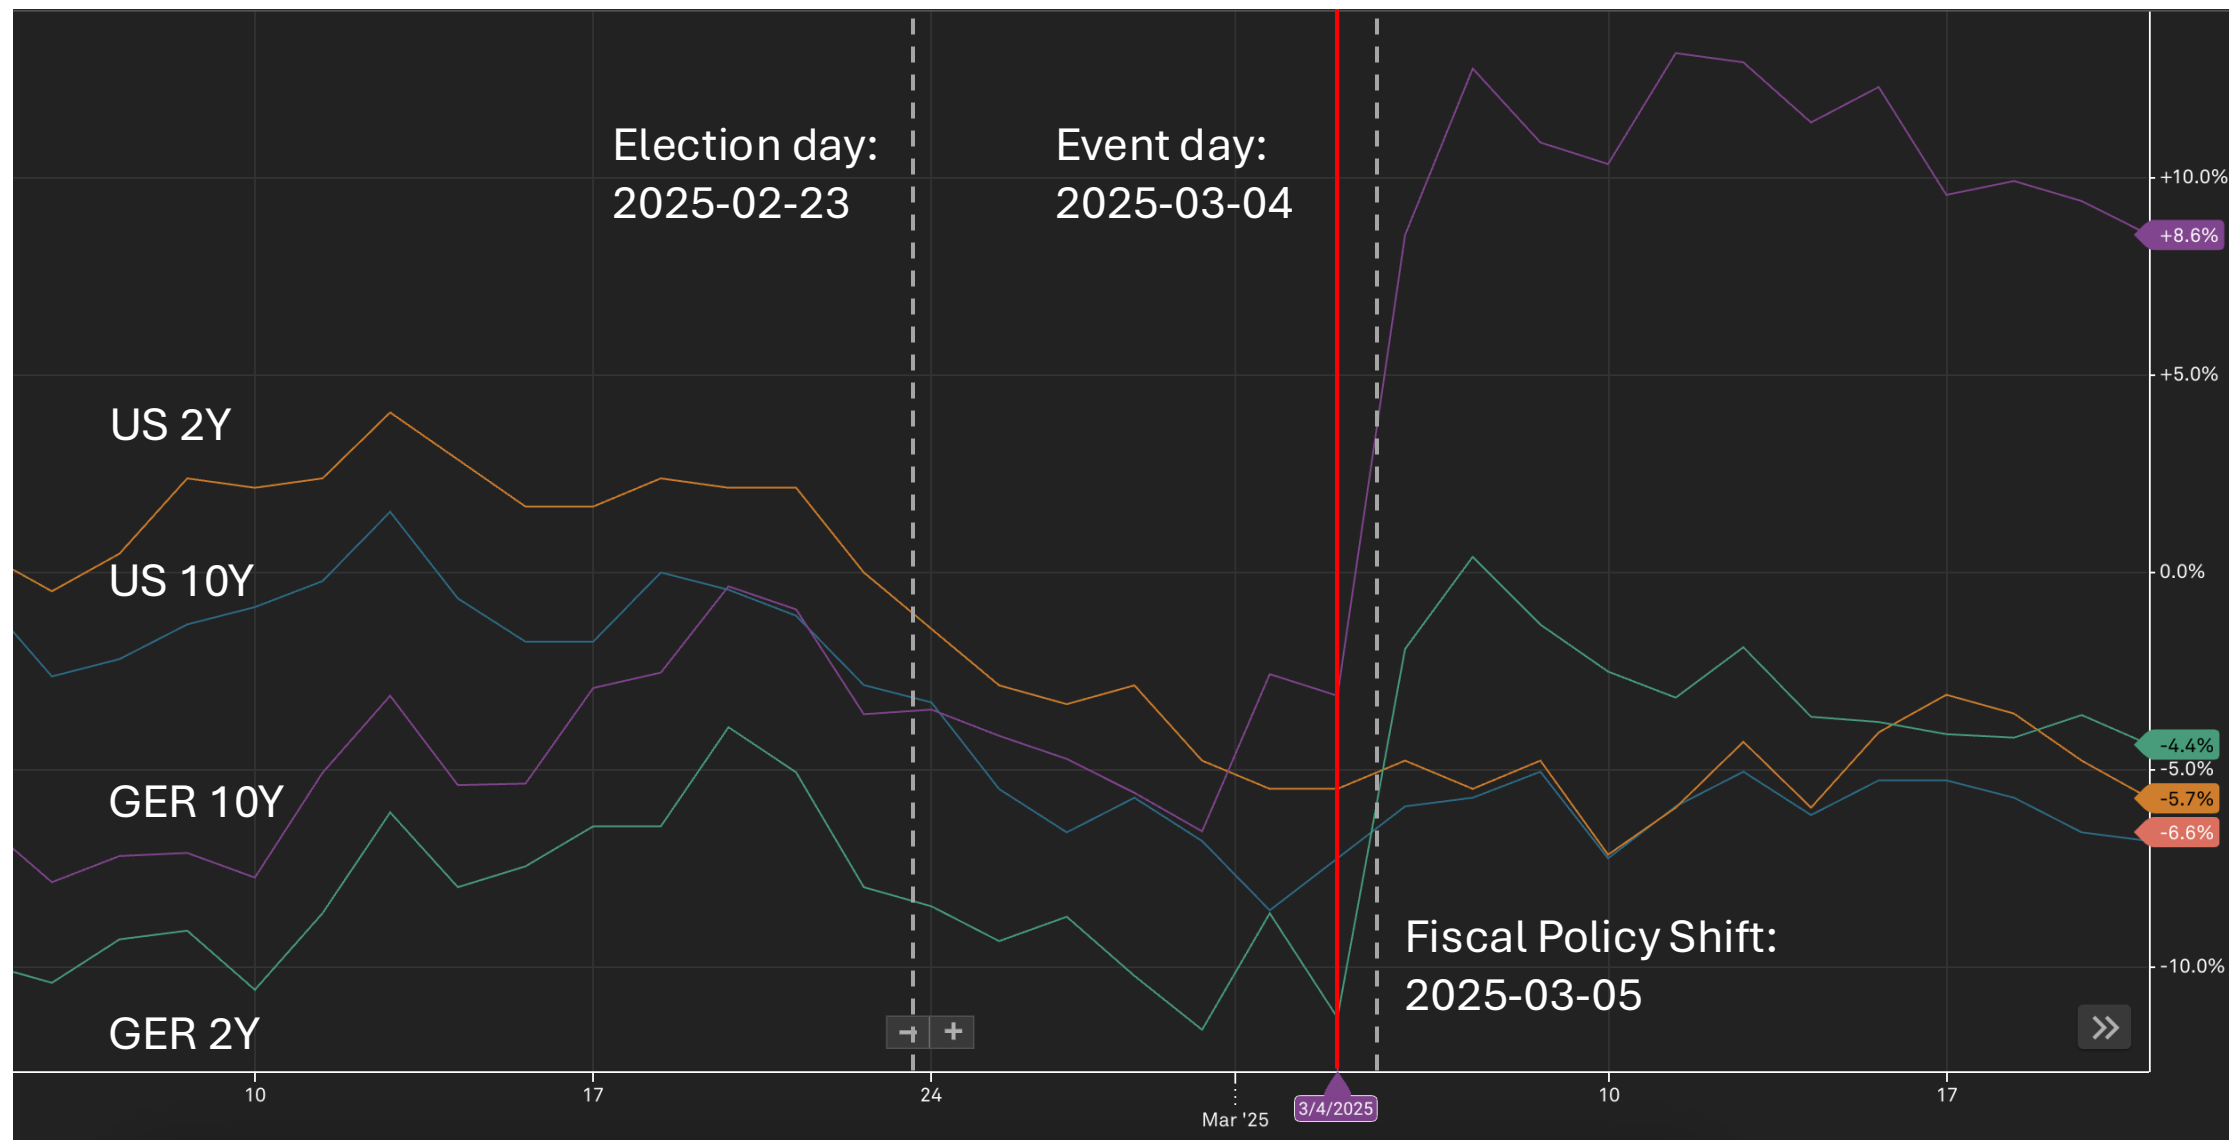 Election day:
2025-02-23
Event day:
2025-03-04
US 2Y
US 10Y
GER 10Y
GER 2Y
Fiscal Policy Shift:
2025-03-05
− +
»
+10.0%
+8.6%
+5.0%
0.0%
-4.4%
-5.0%
-5.7%
-6.6%
-10.0%
10
17
24
Mar '25
3/4/2025
10
17